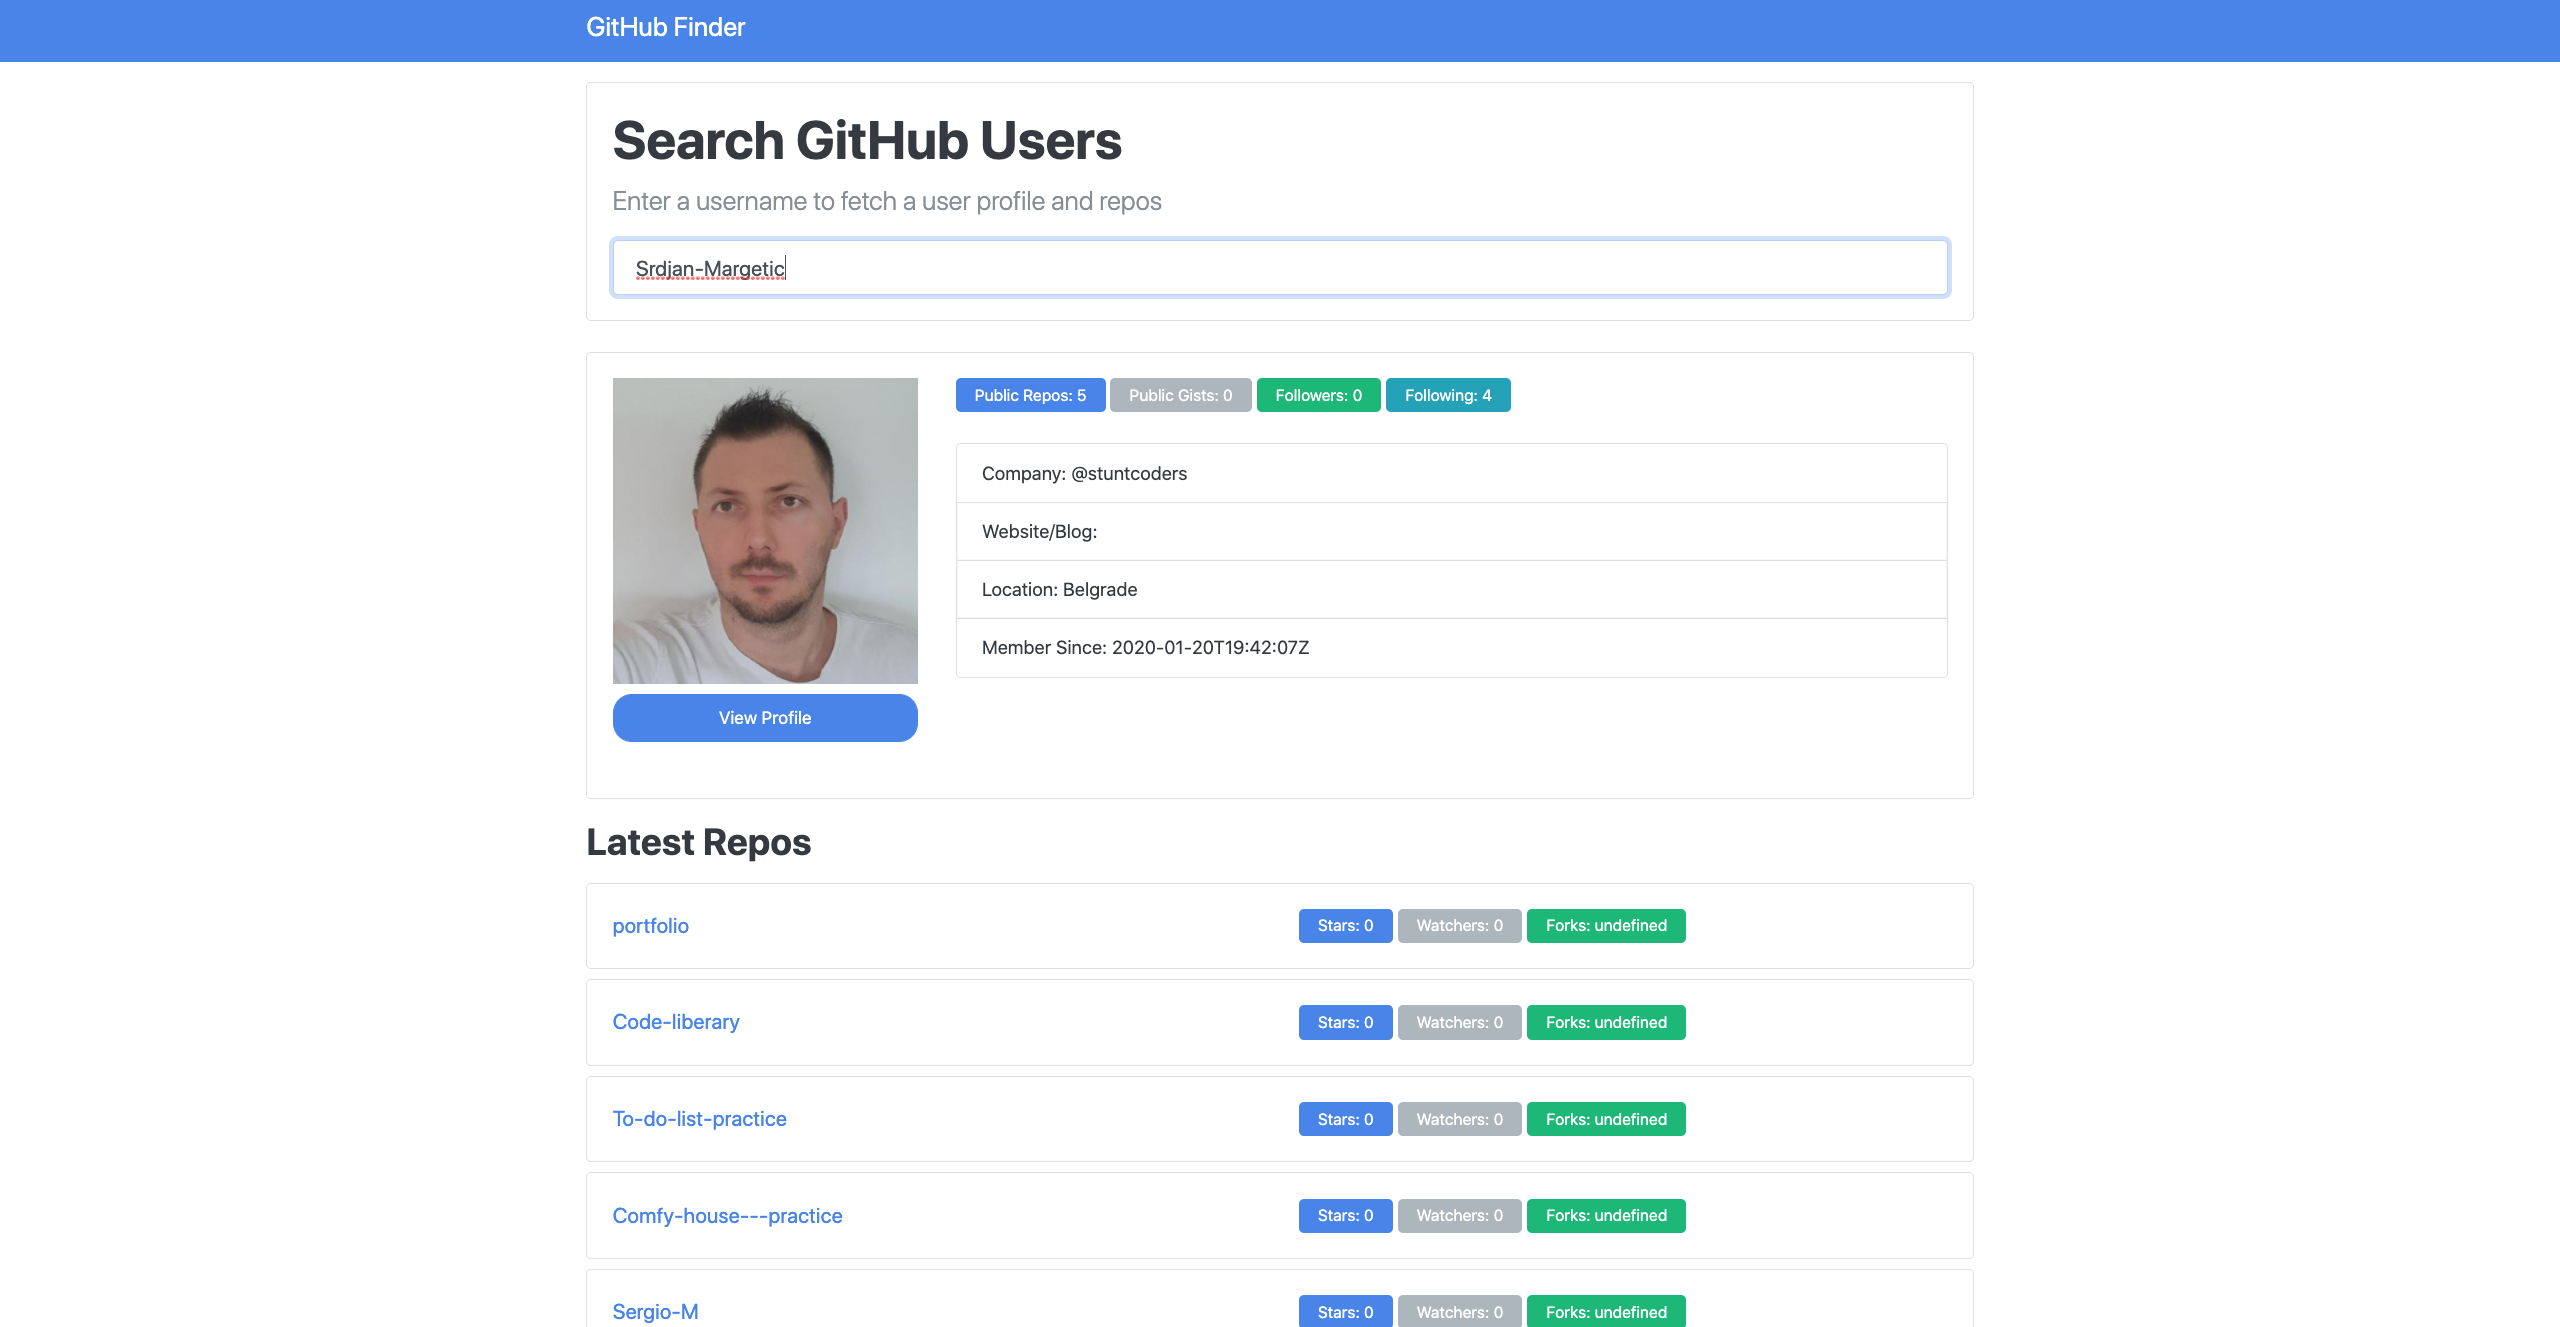 GitHub Finder
Search GitHub Users
Enter a username to fetch a user profile and repos
Srdjan-Margetic
Public Repos: 5 Public Gists: 0 Followers: 0 Following: 4
Company: @stuntcoders
Website/Blog:
Location: Belgrade
Member Since: 2020-01-20T19:42:07Z
View Profile
Latest Repos
portfolio Stars: 0 Watchers: 0 Forks: undefined
Code-liberary Stars: 0 Watchers: 0 Forks: undefined
To-do-list-practice Stars: 0 Watchers: 0 Forks: undefined
Comfy-house---practice Stars: 0 Watchers: 0 Forks: undefined
Sergio-M Stars: 0 Watchers: 0 Forks: undefined